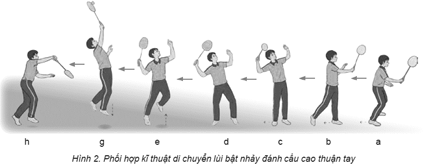 h g e d c b a
Hình 2. Phối hợp kĩ thuật di chuyển lùi bật nhảy đánh cầu cao thuận tay